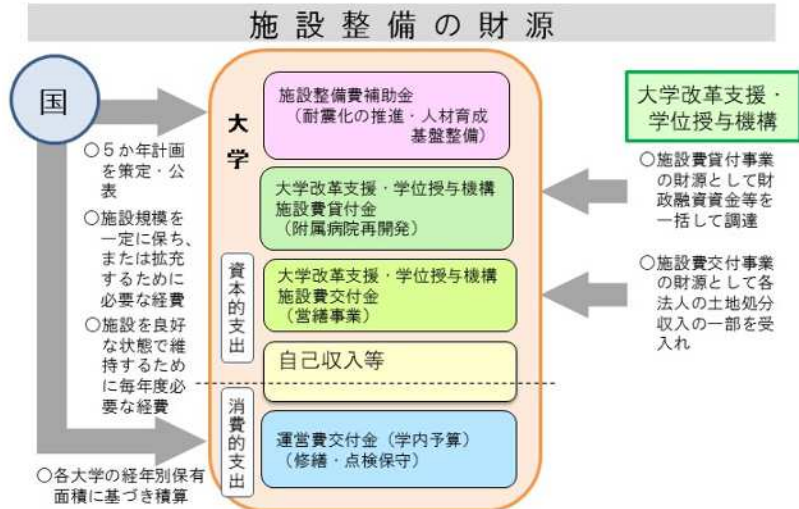 施設整備の財源
国
○５か年計画
を策定・公
表
○施設規模を
一定に保ち、
または拡充
するために
必要な経費
○施設を良好
な状態で維
持するため
に毎年度必
要な経費
○各大学の経年別保有
面積に基づき積算
大学
資本的支出
消費的支出
施設整備費補助金
（耐震化の推進・人材育成
基盤整備）
大学改革支援・学位授与機構
施設費貸付金
（附属病院再開発）
大学改革支援・学位授与機構
施設費交付金
（営繕事業）
自己収入等
運営費交付金（学内予算）
（修繕・点検保守）
大学改革支援・
学位授与機構
○施設費貸付事業
の財源として財
政融資資金等を
一括して調達
○施設費交付事業
の財源として各
法人の土地処分
収入の一部を受
入れ